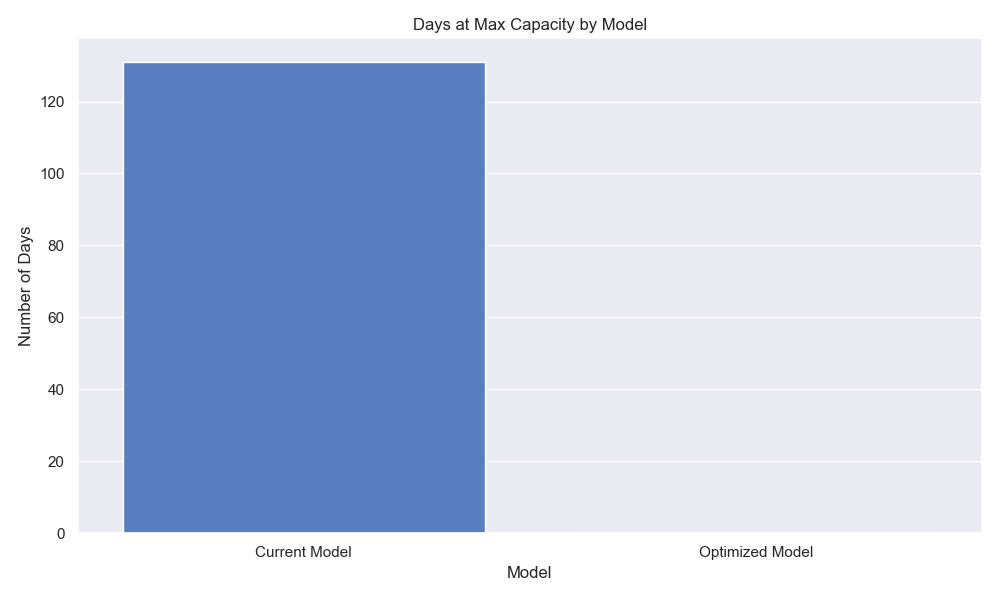 Days at Max Capacity by Model
Number of Days
120
100
80
60
40
20
0
Current Model
Optimized Model
Model